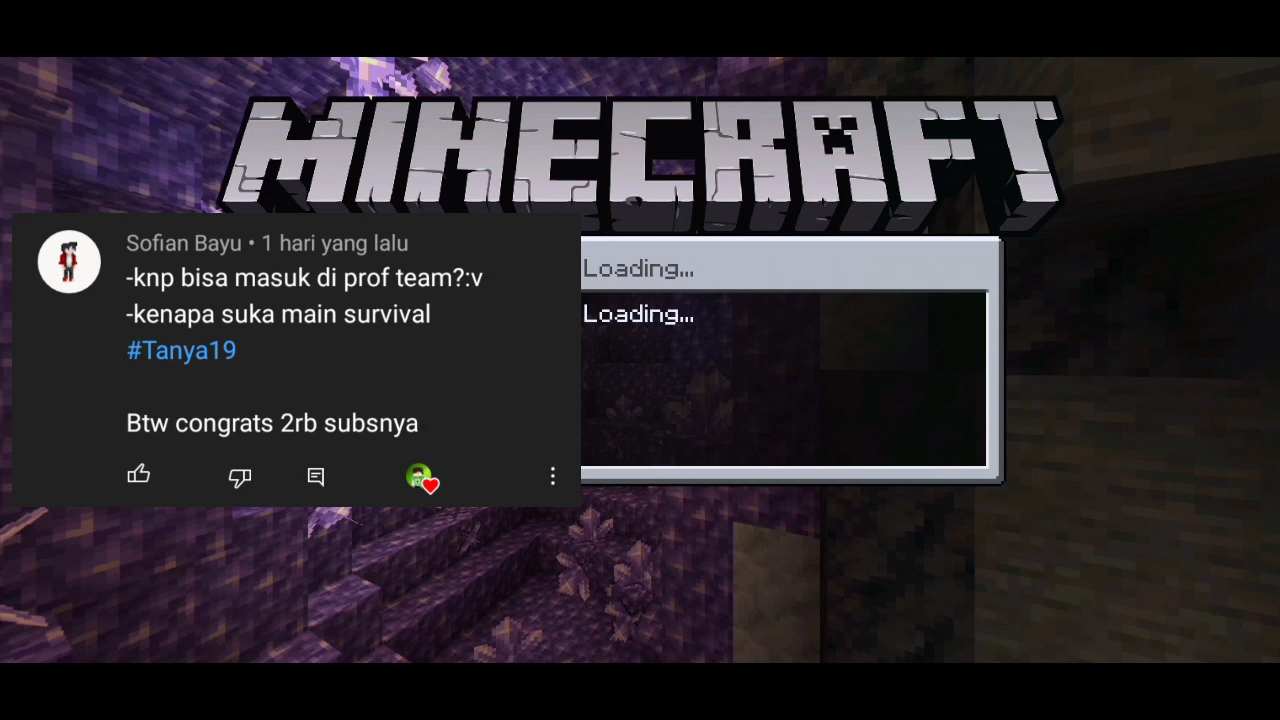 MINECRAFT
Sofian Bayu • 1 hari yang lalu
-knp bisa masuk di prof team?:v
-kenapa suka main survival
#Tanya19
Btw congrats 2rb subsnya
Loading...
Loading...